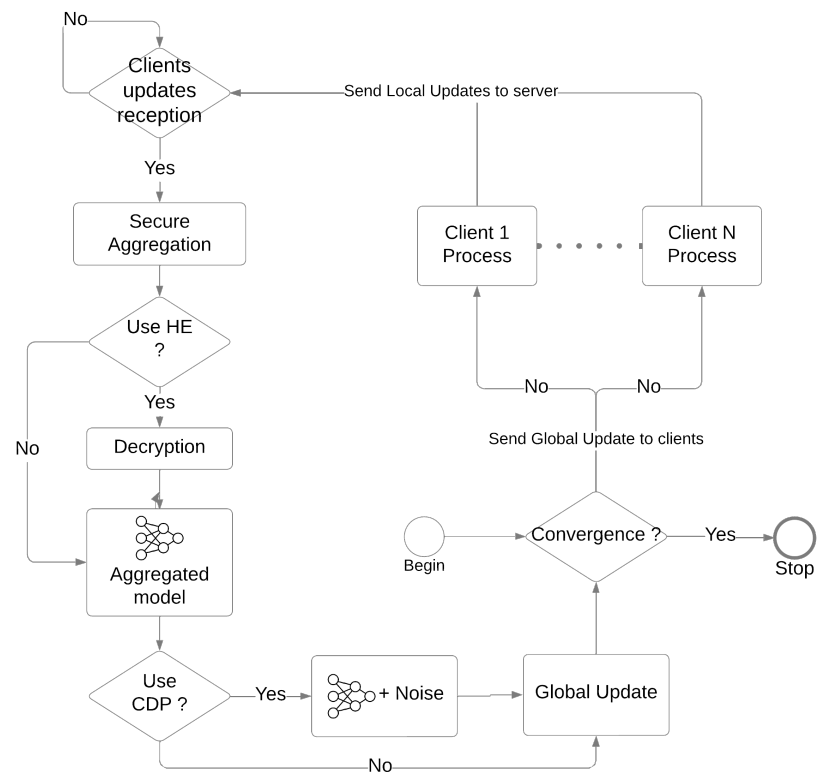 No
Clients
updates
reception
Send Local Updates to server
Yes
Secure
Aggregation
Client 1
Process
Client N
Process
Use HE
?
No
No
Yes
Send Global Update to clients
No
Decryption
Convergence ?
Yes
Begin
Stop
Aggregated
model
Use
CDP ?
Yes
+ Noise
Global Update
No